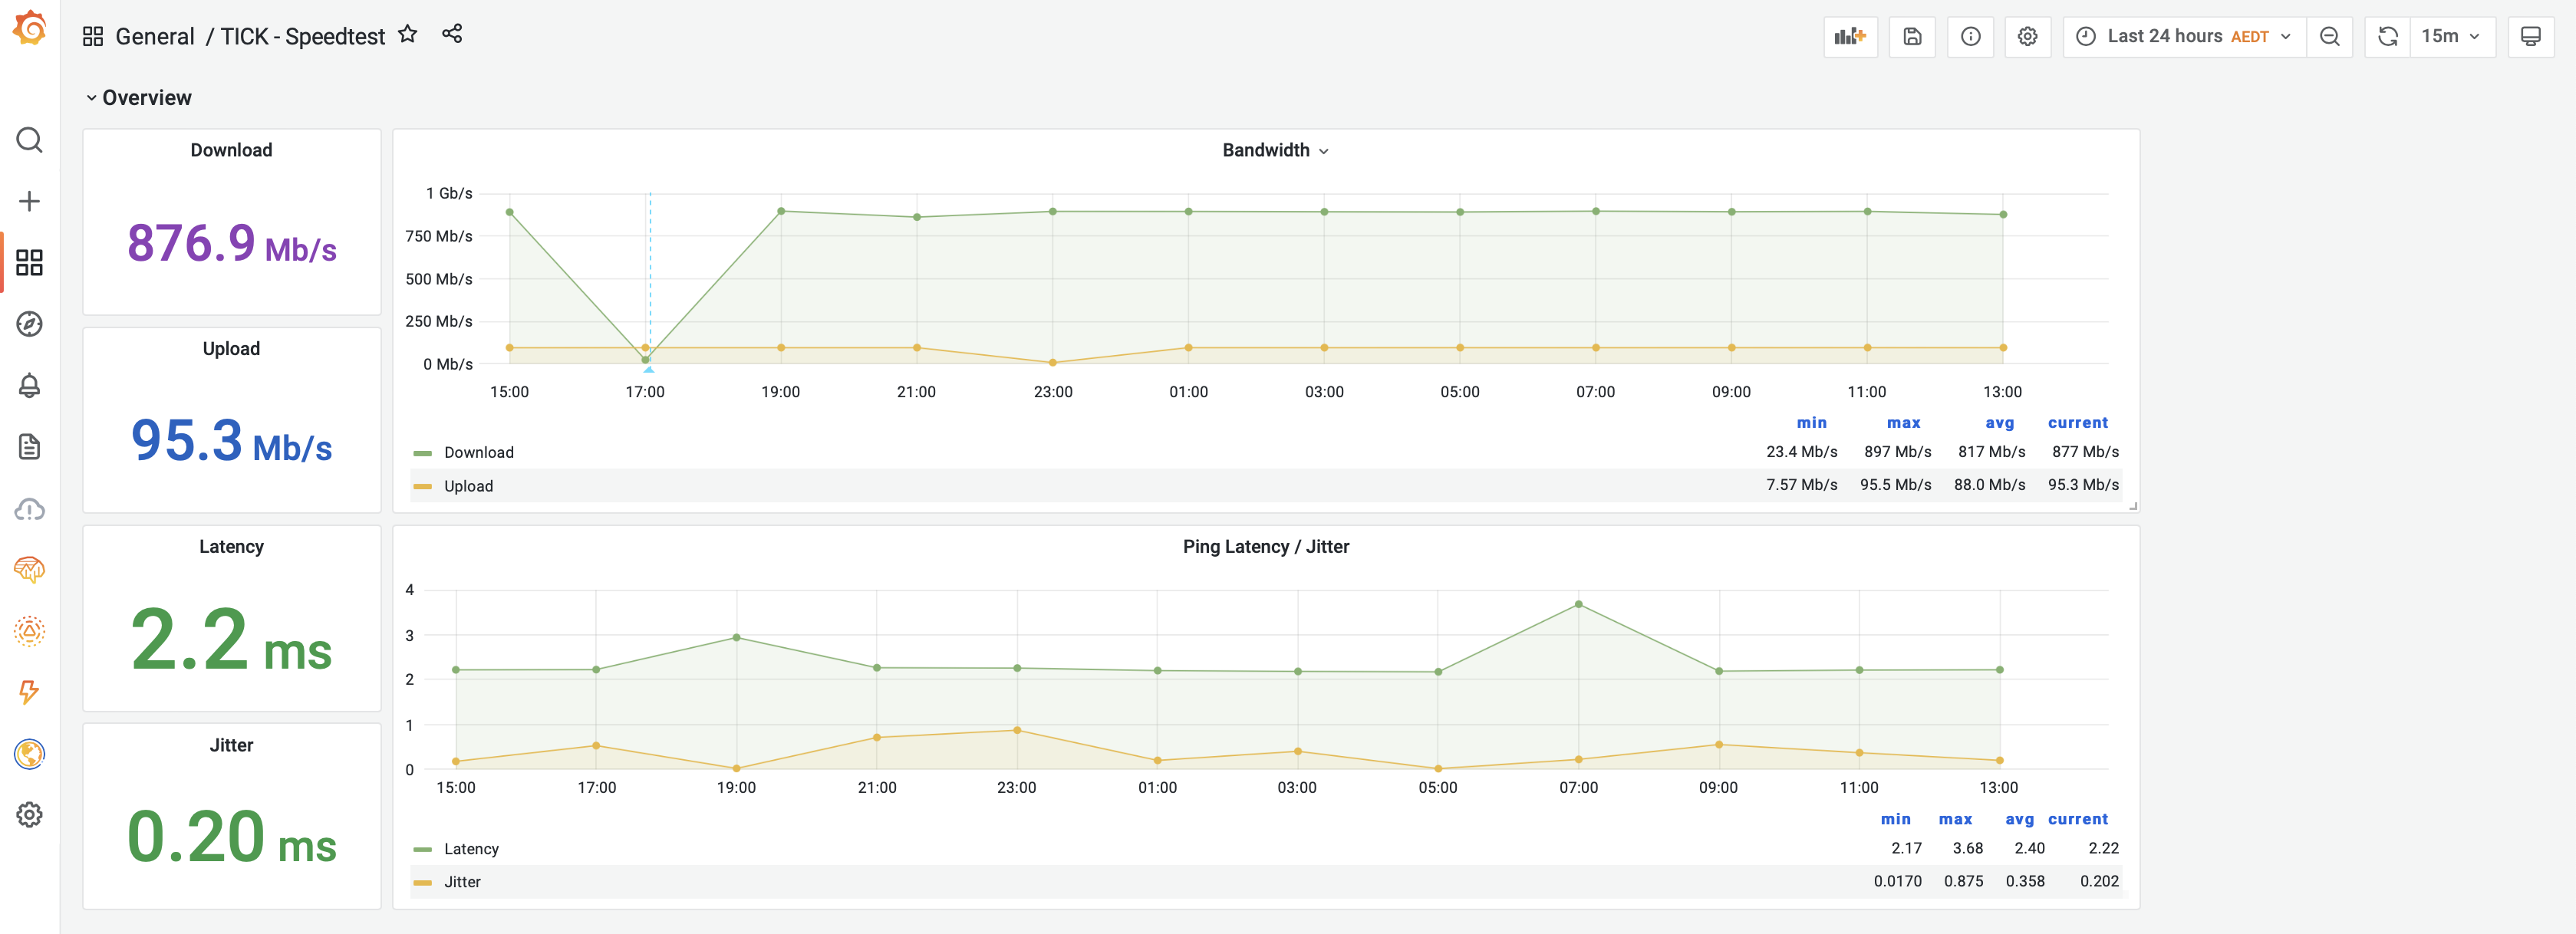 General / TICK - Speedtest
Last 24 hours AEDT
15m
Overview
Download
876.9 Mb/s
Upload
95.3 Mb/s
Latency
2.2 ms
Jitter
0.20 ms
Bandwidth
1 Gb/s
750 Mb/s
500 Mb/s
250 Mb/s
0 Mb/s
15:00 17:00 19:00 21:00 23:00 01:00 03:00 05:00 07:00 09:00 11:00 13:00
min max avg current
Download 23.4 Mb/s 897 Mb/s 817 Mb/s 877 Mb/s
Upload 7.57 Mb/s 95.5 Mb/s 88.0 Mb/s 95.3 Mb/s
Ping Latency / Jitter
4
3
2
1
0
15:00 17:00 19:00 21:00 23:00 01:00 03:00 05:00 07:00 09:00 11:00 13:00
min max avg current
Latency 2.17 3.68 2.40 2.22
Jitter 0.0170 0.875 0.358 0.202